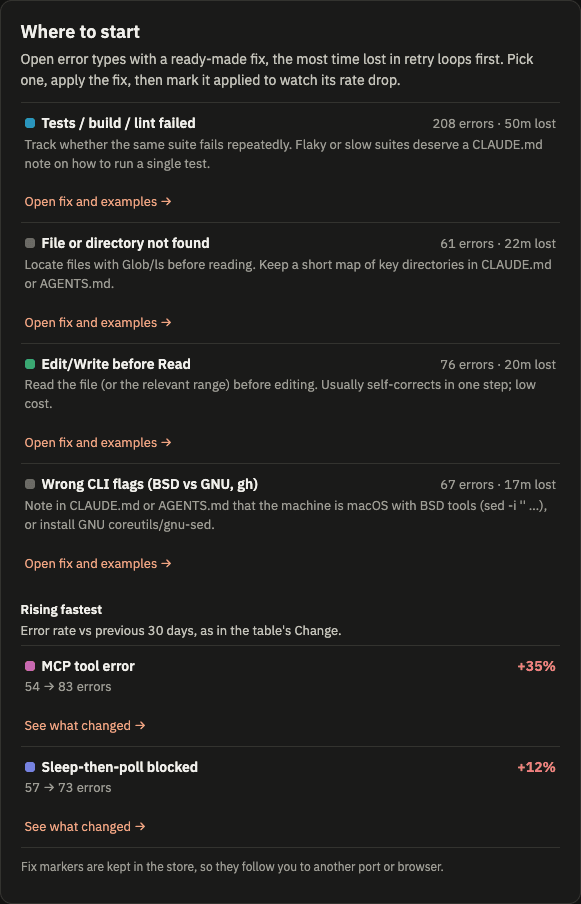 Where to start
Open error types with a ready-made fix, the most time lost in retry loops first. Pick
one, apply the fix, then mark it applied to watch its rate drop.
Tests / build / lint failed
208 errors · 50m lost
Track whether the same suite fails repeatedly. Flaky or slow suites deserve a CLAUDE.md
note on how to run a single test.
Open fix and examples →
File or directory not found
61 errors · 22m lost
Locate files with Glob/ls before reading. Keep a short map of key directories in CLAUDE.md
or AGENTS.md.
Open fix and examples →
Edit/Write before Read
76 errors · 20m lost
Read the file (or the relevant range) before editing. Usually self-corrects in one step; low
cost.
Open fix and examples →
Wrong CLI flags (BSD vs GNU, gh)
67 errors · 17m lost
Note in CLAUDE.md or AGENTS.md that the machine is macOS with BSD tools (sed -i '' ...),
or install GNU coreutils/gnu-sed.
Open fix and examples →
Rising fastest
Error rate vs previous 30 days, as in the table's Change.
MCP tool error
+35%
54 → 83 errors
See what changed →
Sleep-then-poll blocked
+12%
57 → 73 errors
See what changed →
Fix markers are kept in the store, so they follow you to another port or browser.